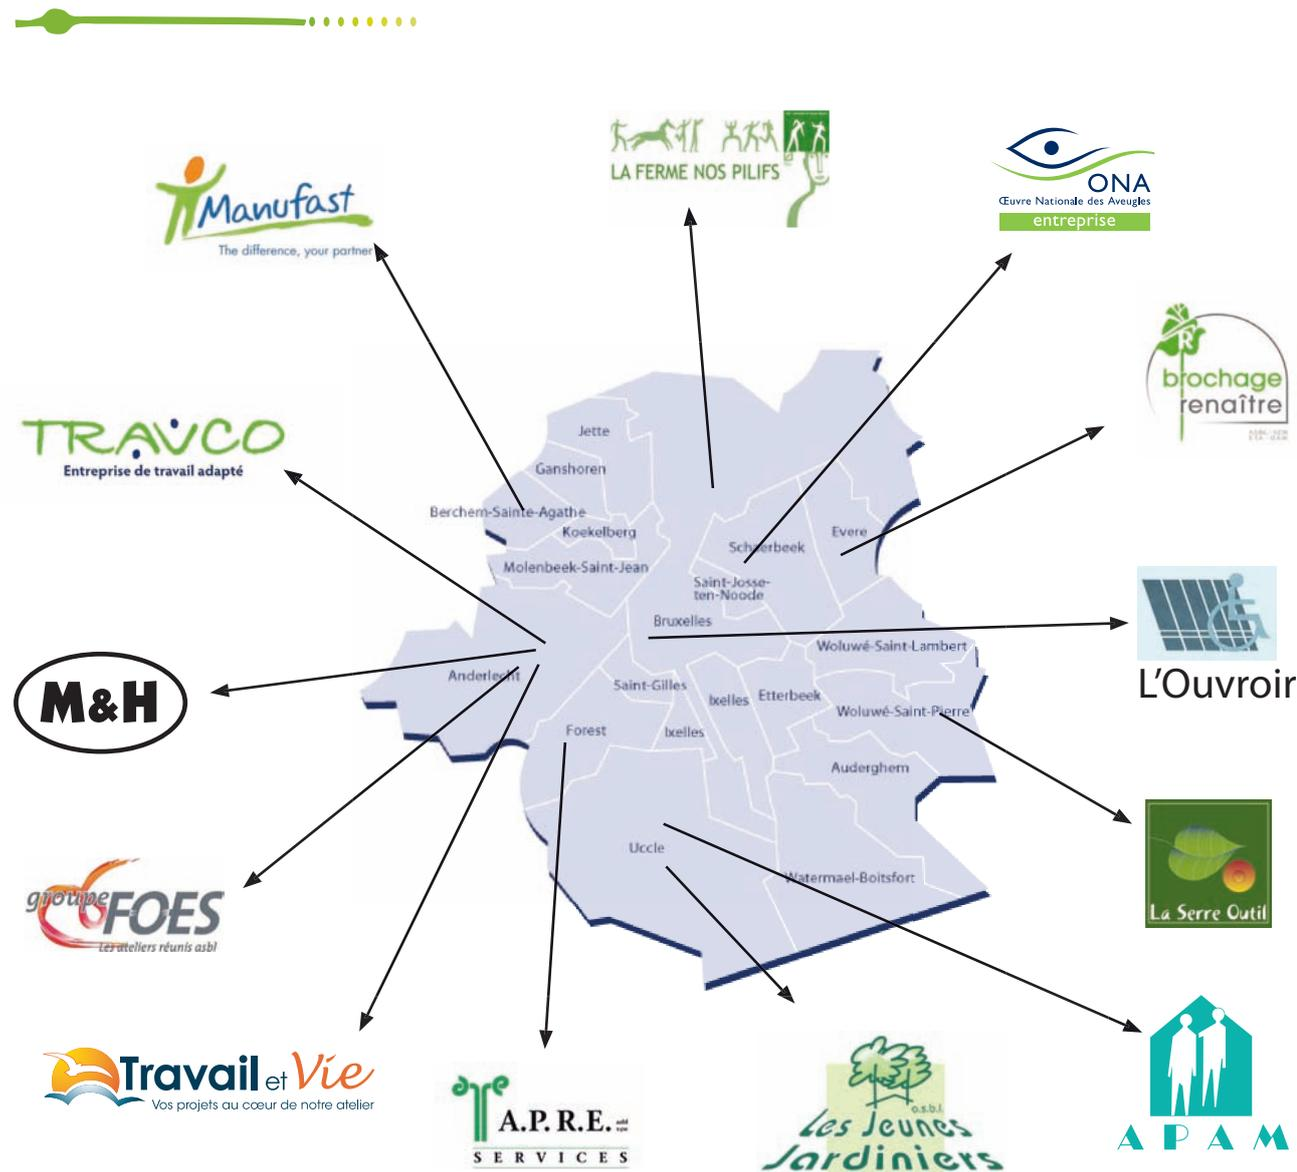 LA FERME NOS PILIFS
ONA
Œuvre Nationale des Aveugles
entreprise
Manufast
The difference, your partner
R
brochage
renaître
TRAVCO
Entreprise de travail adapté
Jette
Ganshoren
Berchem-Sainte-Agathe
Koekelberg
Evere
Schaerbeek
Molenbeek-Saint-Jean
Saint-Josse-
ten-Noode
Bruxelles
Woluwé-Saint-Lambert
Anderlecht
Saint-Gilles
Ixelles
Etterbeek
Woluwé-Saint-Pierre
Forest
Ixelles
Auderghem
Uccle
Watermael-Boitsfort
L'Ouvroir
M&H
La Serre Outil
groupe
FOES
Les ateliers réunis asbl
Travail et Vie
Vos projets au cœur de notre atelier
A.P.R.E.
SERVICES
a.s.b.l.
Les Jeunes
Jardiniers
APAM